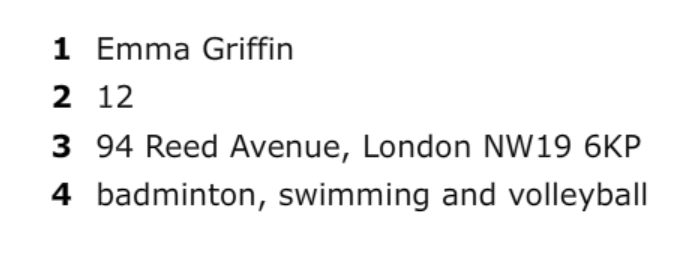 1 Emma Griffin
2 12
3 94 Reed Avenue, London NW19 6KP
4 badminton, swimming and volleyball